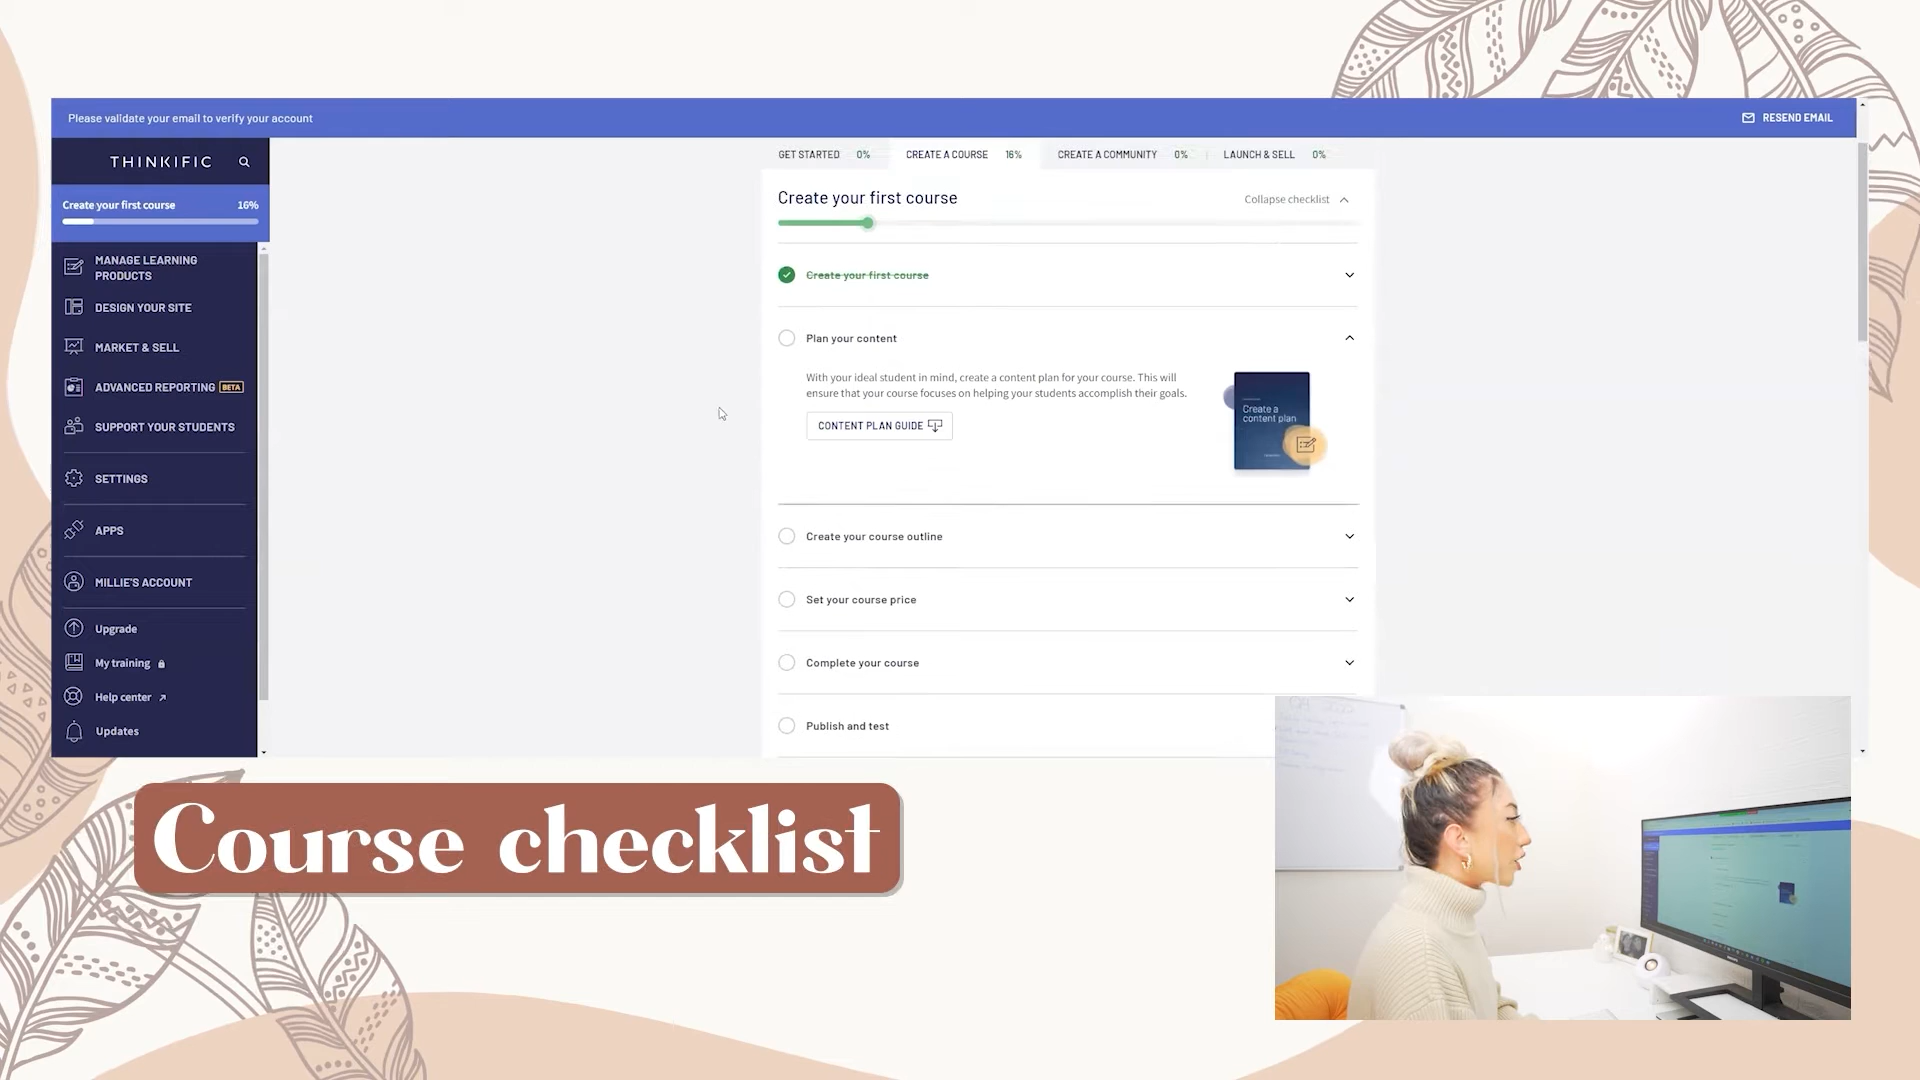 Please validate your email to verify your account
RESEND EMAIL
THINKIFIC
Create your first course 16%
MANAGE LEARNING
PRODUCTS
DESIGN YOUR SITE
MARKET & SELL
ADVANCED REPORTING BETA
SUPPORT YOUR STUDENTS
SETTINGS
APPS
MILLIE'S ACCOUNT
Upgrade
My training
Help center
Updates
GET STARTED 0% CREATE A COURSE 16% CREATE A COMMUNITY 0% LAUNCH & SELL 0%
Create your first course
Collapse checklist
Create your first course
Plan your content
With your ideal student in mind, create a content plan for your course. This will
ensure that your course focuses on helping your students accomplish their goals.
CONTENT PLAN GUIDE
Create a
content plan
Create your course outline
Set your course price
Complete your course
Publish and test
Course checklist